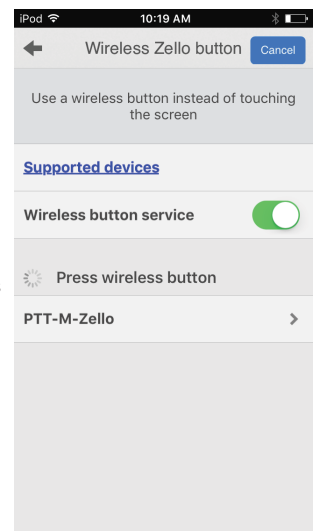 iPod 10:19 AM
Wireless Zello button Cancel
Use a wireless button instead of touching
the screen
Supported devices
Wireless button service
Press wireless button
PTT-M-Zello